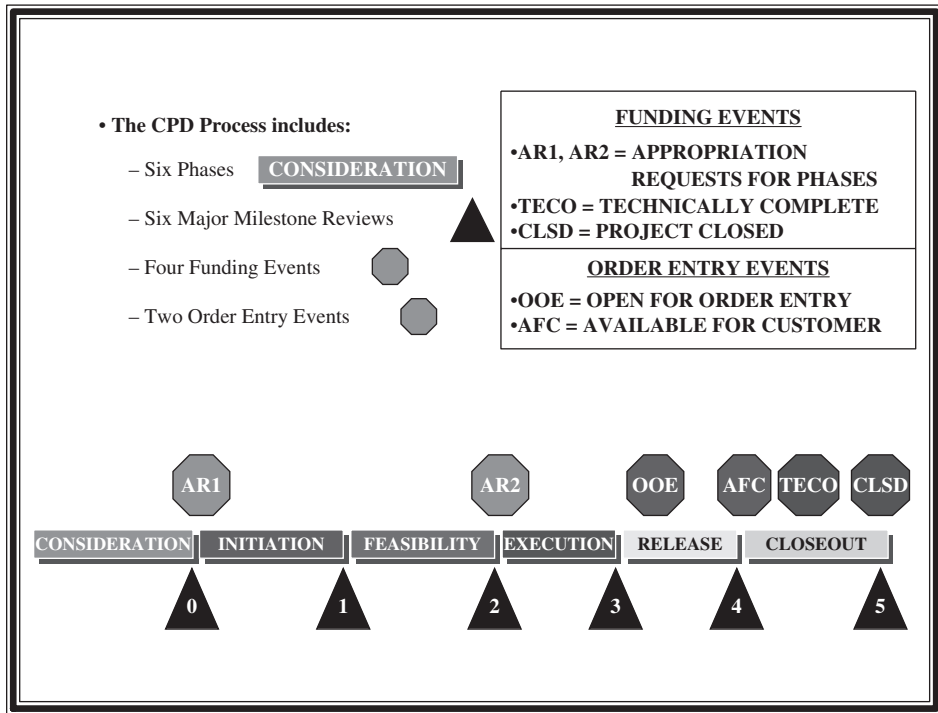 • The CPD Process includes:
– Six Phases CONSIDERATION
– Six Major Milestone Reviews
– Four Funding Events
– Two Order Entry Events
FUNDING EVENTS
•AR1, AR2 = APPROPRIATION
REQUESTS FOR PHASES
•TECO = TECHNICALLY COMPLETE
•CLSD = PROJECT CLOSED
ORDER ENTRY EVENTS
•OOE = OPEN FOR ORDER ENTRY
•AFC = AVAILABLE FOR CUSTOMER
AR1 AR2 OOE AFC TECO CLSD
CONSIDERATION INITIATION FEASIBILITY EXECUTION RELEASE CLOSEOUT
0 1 2 3 4 5